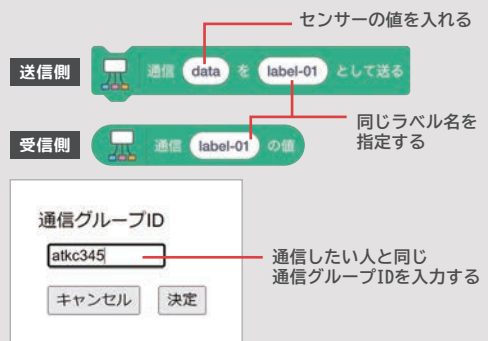 センサーの値を入れる
送信側
通信 data を label-01 として送る
同じラベル名を
指定する
受信側
通信 label-01 の値
通信グループID
atkc345
通信したい人と同じ
通信グループIDを入力する
キャンセル 決定